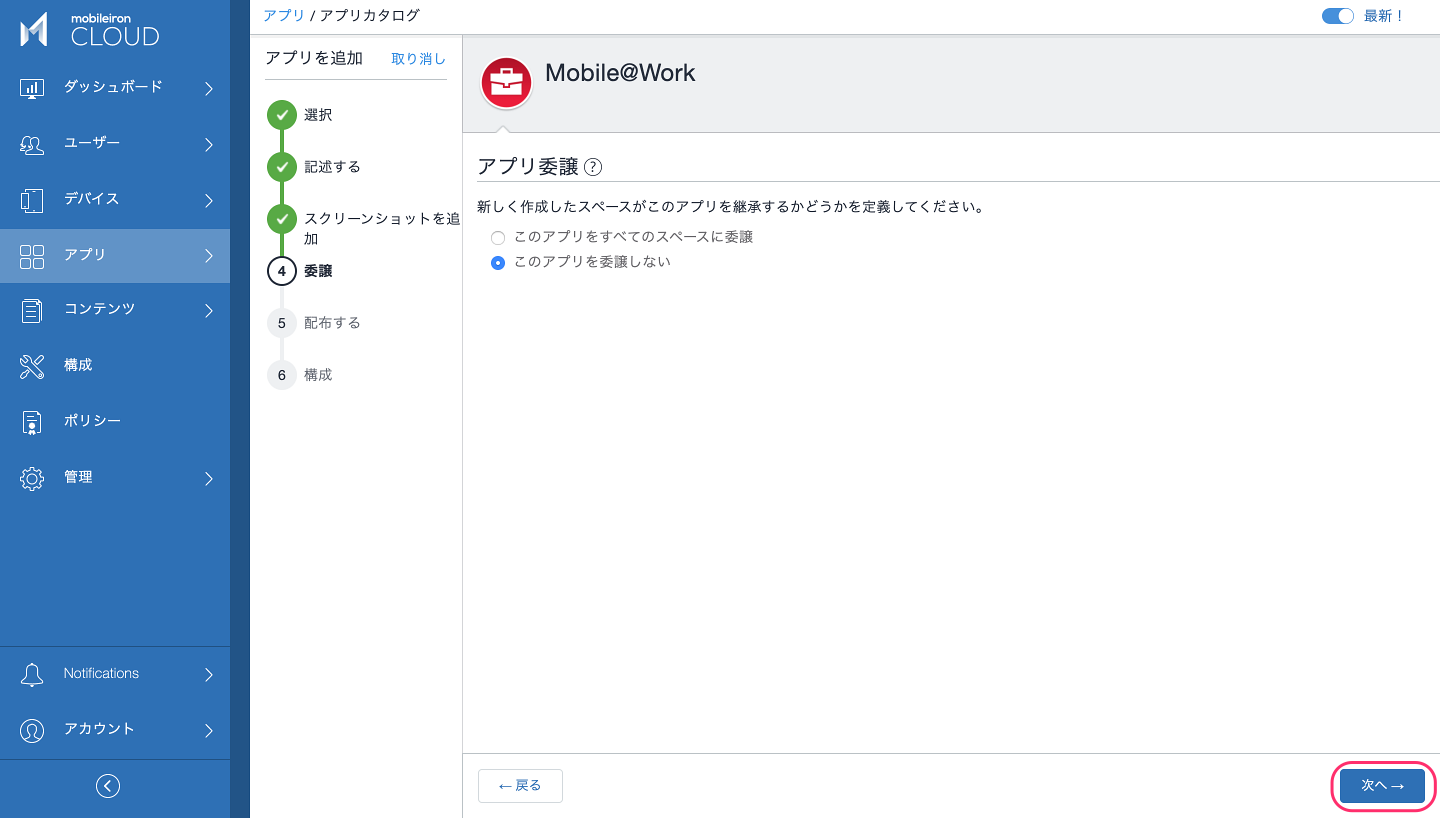 mobileiron
CLOUD
ダッシュボード
ユーザー
デバイス
アプリ
コンテンツ
構成
ポリシー
管理
Notifications
アカウント
アプリ / アプリカタログ
最新！
アプリを追加 取り消し
選択
記述する
スクリーンショットを追
加
4 委譲
5 配布する
6 構成
Mobile@Work
アプリ委譲 ?
新しく作成したスペースがこのアプリを継承するかどうかを定義してください。
このアプリをすべてのスペースに委譲
このアプリを委譲しない
←戻る
次へ→